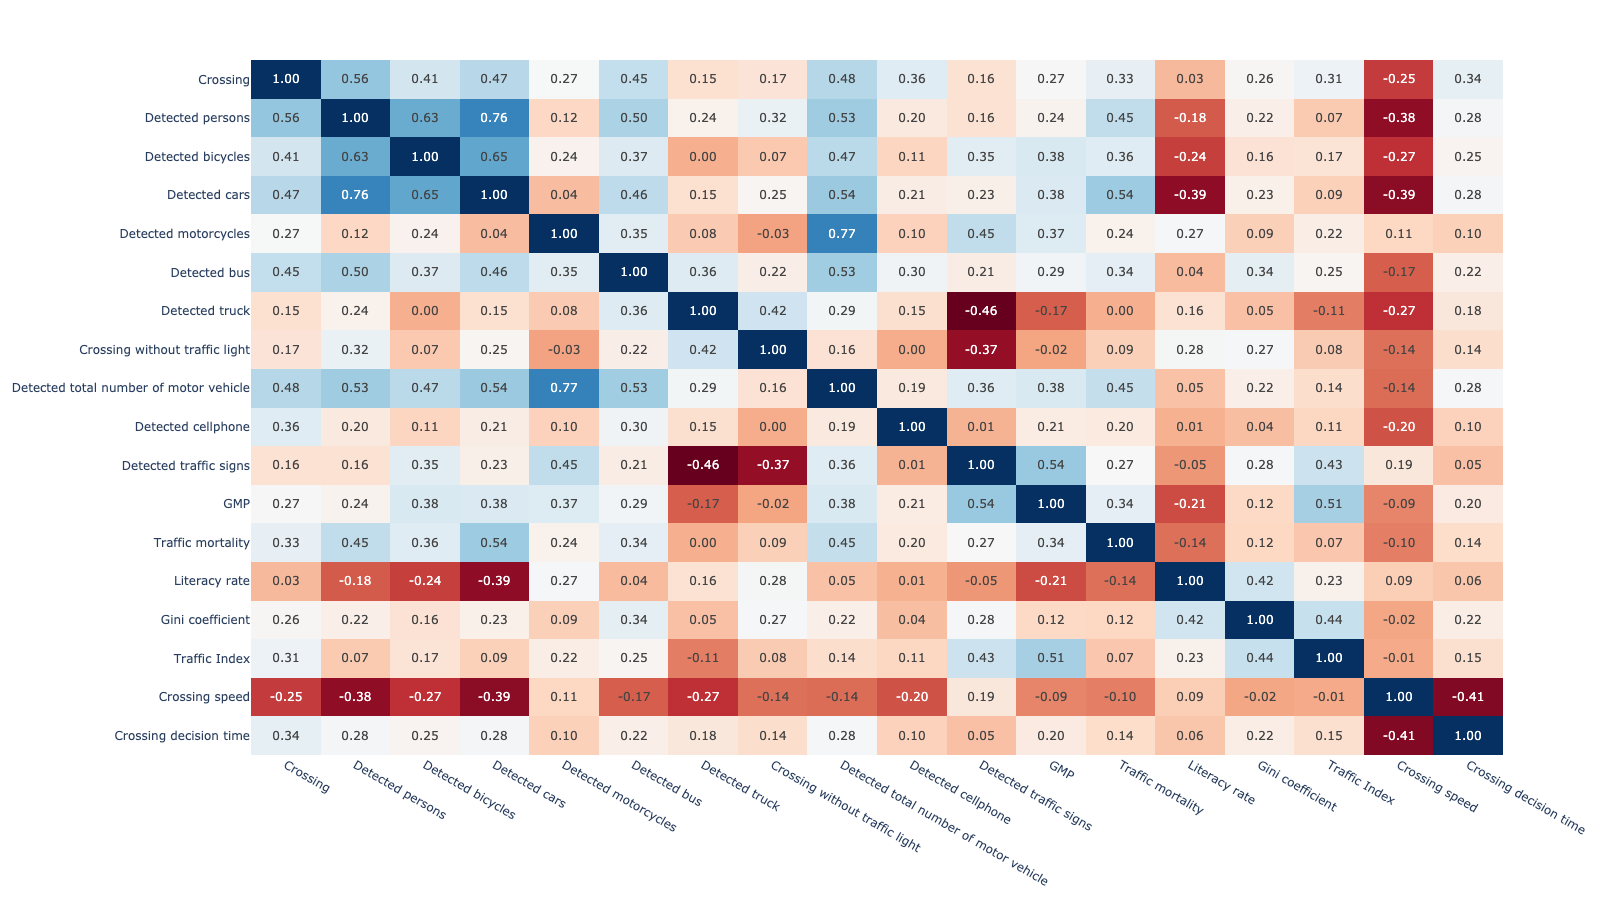 Crossing 1.00 0.56 0.41 0.47 0.27 0.45 0.15 0.17 0.48 0.36 0.16 0.27 0.33 0.03 0.26 0.31 -0.25 0.34
Detected persons 0.56 1.00 0.63 0.76 0.12 0.50 0.24 0.32 0.53 0.20 0.16 0.24 0.45 -0.18 0.22 0.07 -0.38 0.28
Detected bicycles 0.41 0.63 1.00 0.65 0.24 0.37 0.00 0.07 0.47 0.11 0.35 0.38 0.36 -0.24 0.16 0.17 -0.27 0.25
Detected cars 0.47 0.76 0.65 1.00 0.04 0.46 0.15 0.25 0.54 0.21 0.23 0.38 0.54 -0.39 0.23 0.09 -0.39 0.28
Detected motorcycles 0.27 0.12 0.24 0.04 1.00 0.35 0.08 -0.03 0.77 0.10 0.45 0.37 0.24 0.27 0.09 0.22 0.11 0.10
Detected bus 0.45 0.50 0.37 0.46 0.35 1.00 0.36 0.22 0.53 0.30 0.21 0.29 0.34 0.04 0.34 0.25 -0.17 0.22
Detected truck 0.15 0.24 0.00 0.15 0.08 0.36 1.00 0.42 0.29 0.15 -0.46 -0.17 0.00 0.16 0.05 -0.11 -0.27 0.18
Crossing without traffic light 0.17 0.32 0.07 0.25 -0.03 0.22 0.42 1.00 0.16 0.00 -0.37 -0.02 0.09 0.28 0.27 0.08 -0.14 0.14
Detected total number of motor vehicle 0.48 0.53 0.47 0.54 0.77 0.53 0.29 0.16 1.00 0.19 0.36 0.38 0.45 0.05 0.22 0.14 -0.14 0.28
Detected cellphone 0.36 0.20 0.11 0.21 0.10 0.30 0.15 0.00 0.19 1.00 0.01 0.21 0.20 0.01 0.04 0.11 -0.20 0.10
Detected traffic signs 0.16 0.16 0.35 0.23 0.45 0.21 -0.46 -0.37 0.36 0.01 1.00 0.54 0.27 -0.05 0.28 0.43 0.19 0.05
GMP 0.27 0.24 0.38 0.38 0.37 0.29 -0.17 -0.02 0.38 0.21 0.54 1.00 0.34 -0.21 0.12 0.51 -0.09 0.20
Traffic mortality 0.33 0.45 0.36 0.54 0.24 0.34 0.00 0.09 0.45 0.20 0.27 0.34 1.00 -0.14 0.12 0.07 -0.10 0.14
Literacy rate 0.03 -0.18 -0.24 -0.39 0.27 0.04 0.16 0.28 0.05 0.01 -0.05 -0.21 -0.14 1.00 0.42 0.23 0.09 0.06
Gini coefficient 0.26 0.22 0.16 0.23 0.09 0.34 0.05 0.27 0.22 0.04 0.28 0.12 0.12 0.42 1.00 0.44 -0.02 0.22
Traffic Index 0.31 0.07 0.17 0.09 0.22 0.25 -0.11 0.08 0.14 0.11 0.43 0.51 0.07 0.23 0.44 1.00 -0.01 0.15
Crossing speed -0.25 -0.38 -0.27 -0.39 0.11 -0.17 -0.27 -0.14 -0.14 -0.20 0.19 -0.09 -0.10 0.09 -0.02 -0.01 1.00 -0.41
Crossing decision time 0.34 0.28 0.25 0.28 0.10 0.22 0.18 0.14 0.28 0.10 0.05 0.20 0.14 0.06 0.22 0.15 -0.41 1.00
Crossing
Detected persons
Detected bicycles
Detected cars
Detected motorcycles
Detected bus
Detected truck
Crossing without traffic light
Detected total number of motor vehicle
Detected cellphone
Detected traffic signs
GMP
Traffic mortality
Literacy rate
Gini coefficient
Traffic Index
Crossing speed
Crossing decision time